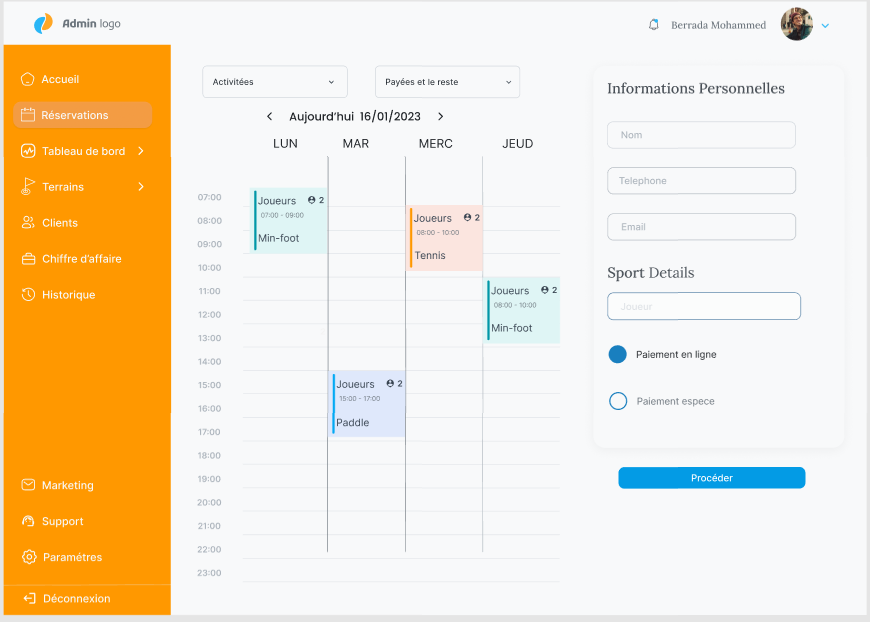 Admin logo
Berrada Mohammed
Accueil
Réservations
Tableau de bord
Terrains
Clients
Chiffre d'affaire
Historique
Marketing
Support
Paramétres
Déconnexion
Activitées
Payées et le reste
Aujourd'hui 16/01/2023
LUN MAR MERC JEUD
07:00
08:00
09:00
10:00
11:00
12:00
13:00
14:00
15:00
16:00
17:00
18:00
19:00
20:00
21:00
22:00
23:00
Joueurs 2
07:00 - 09:00
Min-foot
Joueurs 2
08:00 - 10:00
Tennis
Joueurs 2
08:00 - 10:00
Min-foot
Joueurs 2
15:00 - 17:00
Paddle
Informations Personnelles
Nom
Telephone
Email
Sport Details
Joueur
Paiement en ligne
Paiement espece
Procéder